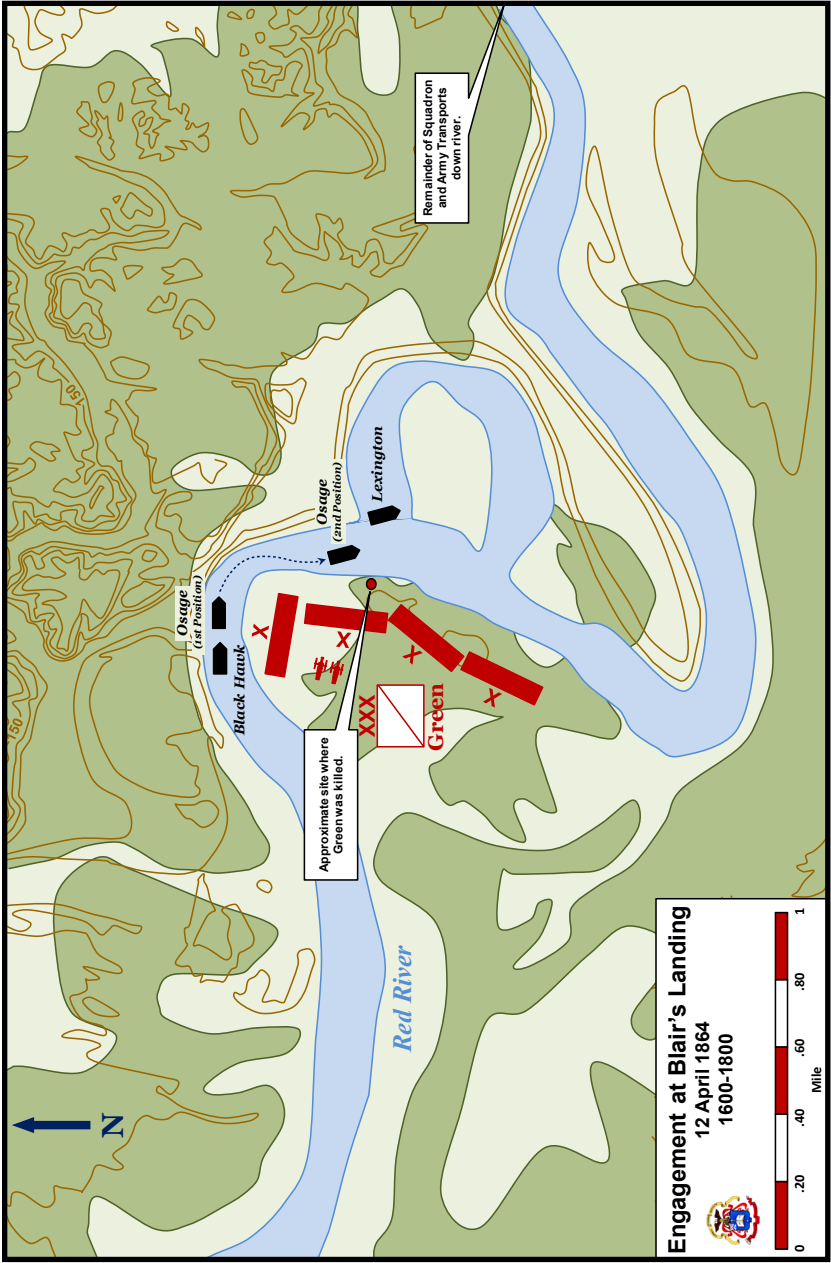 Engagement at Blair's Landing
12 April 1864
1600-1800
0
.20
.40
.60
.80
1
Mile
N
Red River
150
150
Osage
(1st Position)
Black Hawk
Osage
(2nd Position)
Lexington
X
X
X
X
XXX
Green
Approximate site where
Green was killed.
Remainder of Squadron
and Army Transports
down river.